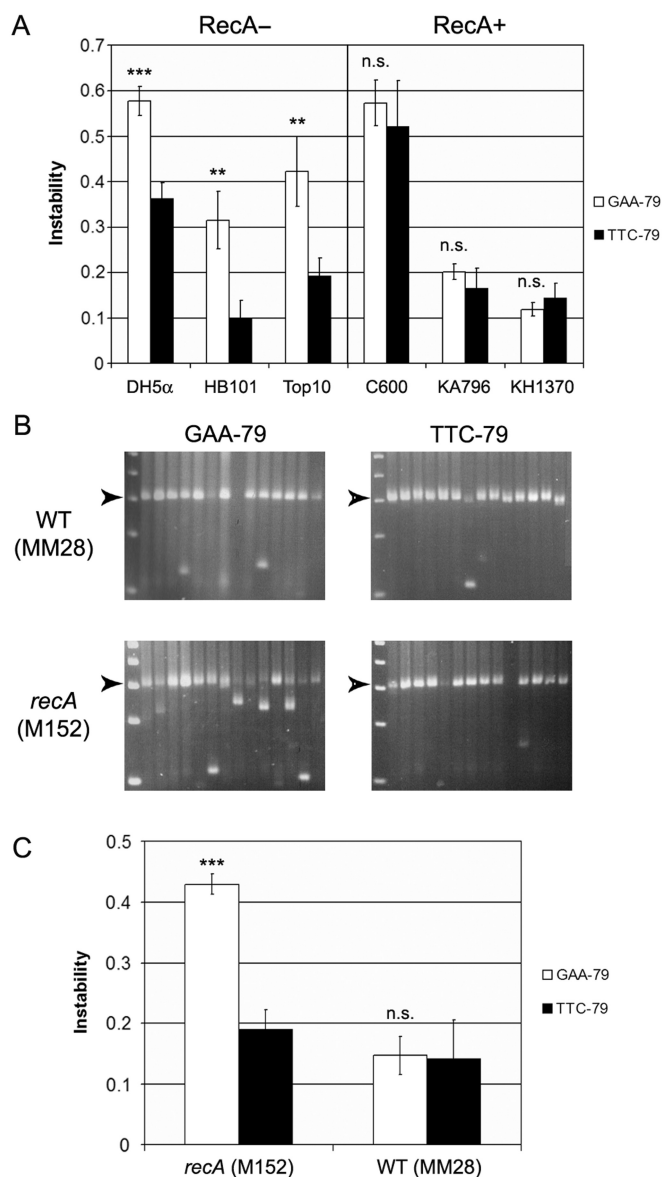 A
RecA– RecA+
0.7
0.6
0.5
0.4
0.3
0.2
0.1
0
Instability
*** ** ** n.s. n.s. n.s.
GAA-79
TTC-79
DH5α HB101 Top10 C600 KA796 KH1370
B
GAA-79 TTC-79
WT
(MM28)
recA
(M152)
C
0.5
0.4
0.3
0.2
0.1
0
Instability
*** n.s.
GAA-79
TTC-79
recA (M152) WT (MM28)